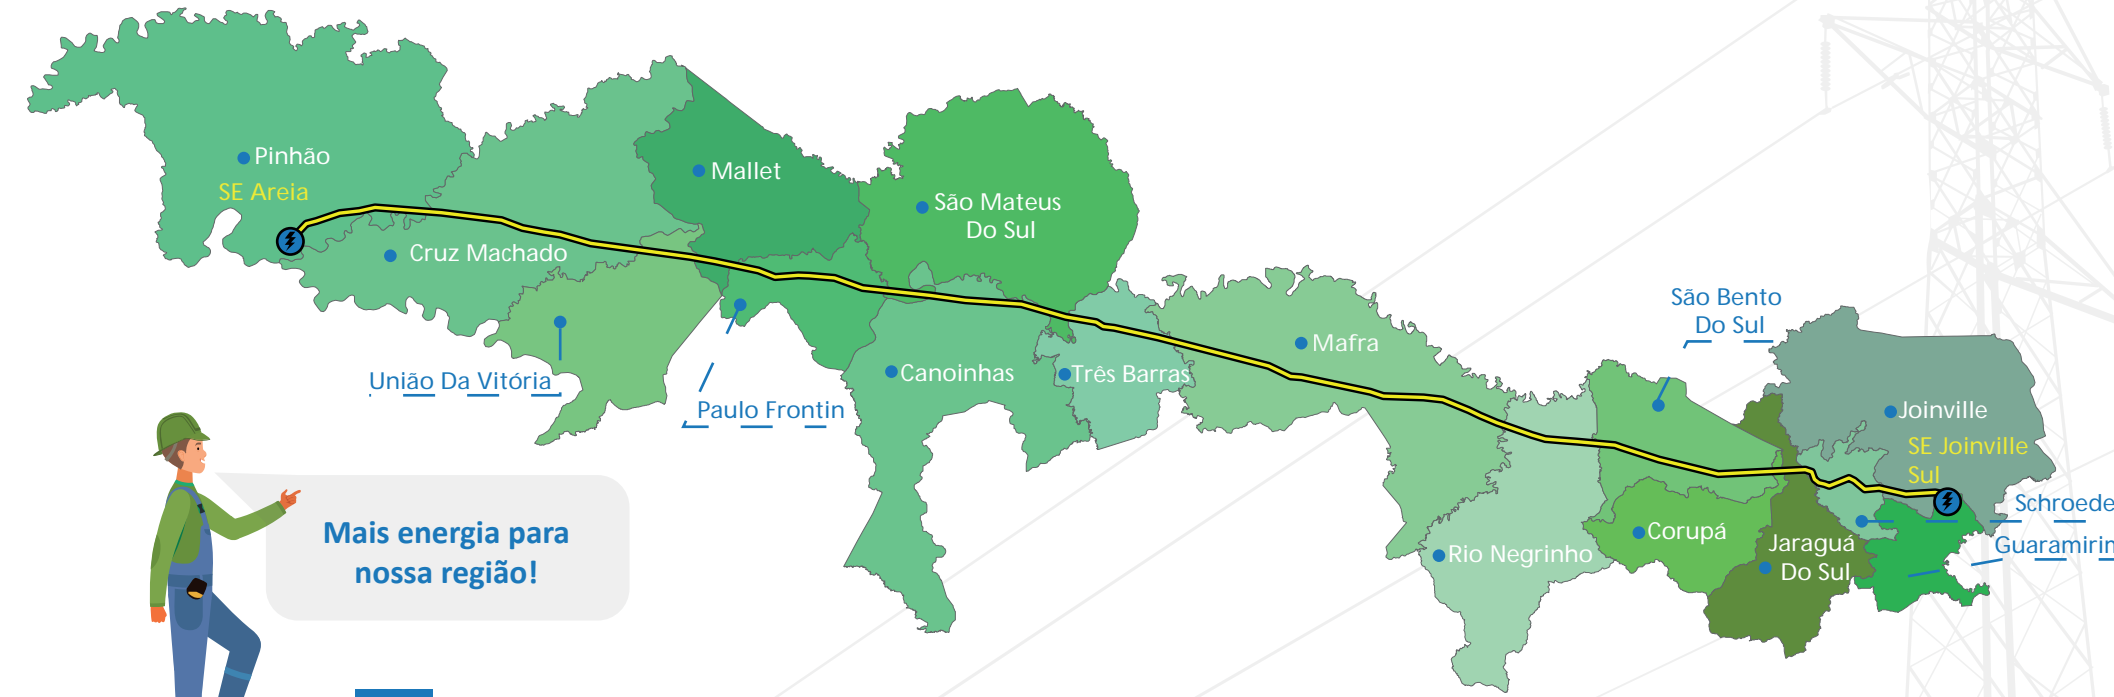 Pinhão
SE Areia
Cruz Machado
União Da Vitória
Mallet
Paulo Frontin
São Mateus
Do Sul
Canoinhas
Três Barras
Mafra
Rio Negrinho
São Bento
Do Sul
Corupá
Jaraguá
Do Sul
Joinville
SE Joinville
Sul
Schroede
Guaramirim
Mais energia para
nossa região!